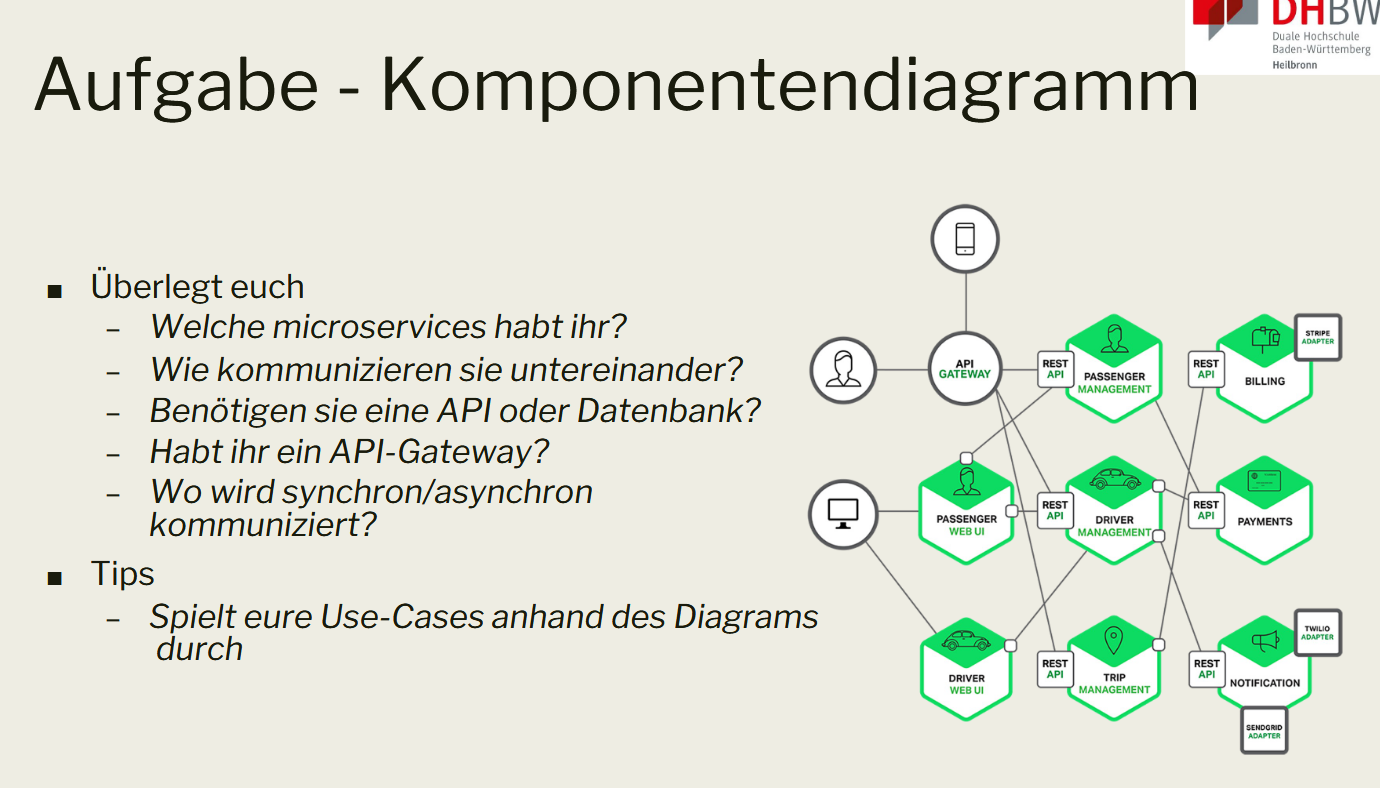 DHBW
Duale Hochschule
Baden-Württemberg
Heilbronn
Aufgabe - Komponentendiagramm
Überlegt euch
– Welche microservices habt ihr?
– Wie kommunizieren sie untereinander?
– Benötigen sie eine API oder Datenbank?
– Habt ihr ein API-Gateway?
– Wo wird synchron/asynchron
kommuniziert?
Tips
– Spielt eure Use-Cases anhand des Diagrams
durch
API
GATEWAY
REST
API
PASSENGER
MANAGEMENT
REST
API
BILLING
STRIPE
ADAPTER
PASSENGER
WEB UI
REST
API
DRIVER
MANAGEMENT
REST
API
PAYMENTS
DRIVER
WEB UI
REST
API
TRIP
MANAGEMENT
REST
API
NOTIFICATION
TWILIO
ADAPTER
SENDGRID
ADAPTER